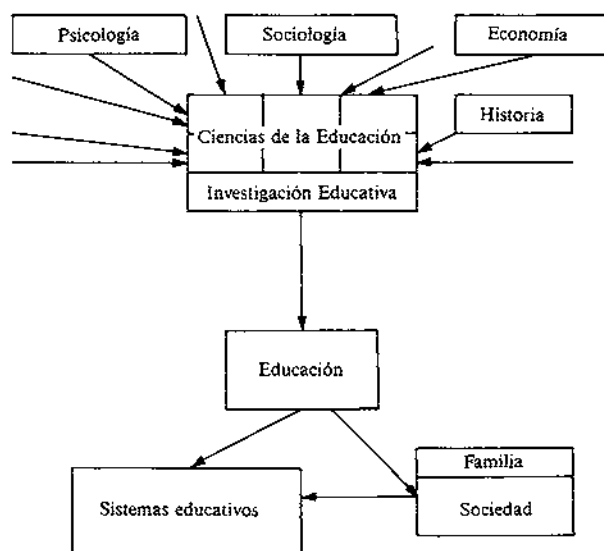 Psicología
Sociología
Economía
Historia
Ciencias de la Educación
Investigación Educativa
Educación
Familia
Sistemas educativos
Sociedad